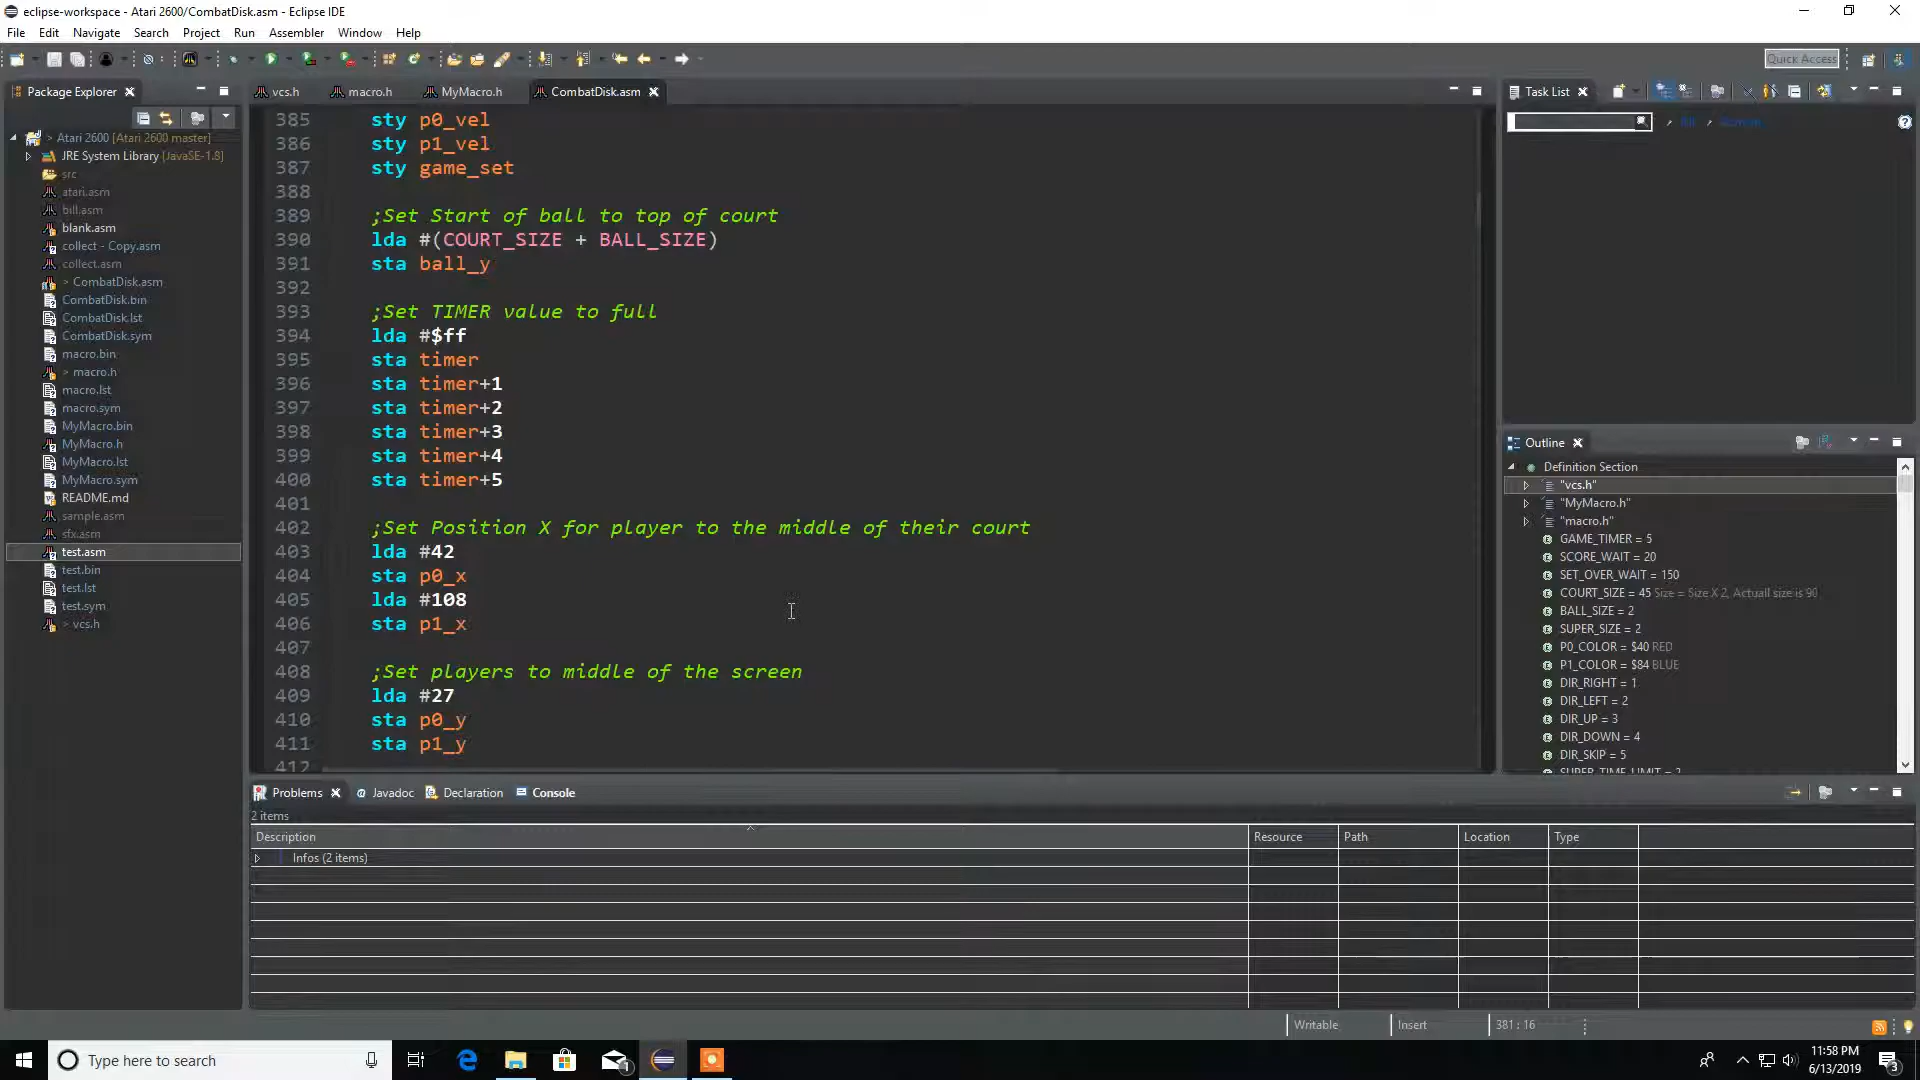 eclipse-workspace - Atari 2600/CombatDisk.asm - Eclipse IDE
File Edit Navigate Search Project Run Assembler Window Help
Quick Access
Package Explorer
vcs.h macro.h MyMacro.h CombatDisk.asm
Task List
Atari 2600 [Atari 2600 master]
JRE System Library [JavaSE-1.8]
src
atari.asm
bill.asm
blank.asm
collect - Copy.asm
collect.asm
> CombatDisk.asm
CombatDisk.bin
CombatDisk.lst
CombatDisk.sym
macro.bin
> macro.h
macro.lst
macro.sym
MyMacro.bin
MyMacro.h
MyMacro.lst
MyMacro.sym
README.md
sample.asm
sfx.asm
test.asm
test.bin
test.lst
test.sym
> vcs.h
385 sty p0_vel
386 sty p1_vel
387 sty game_set
388
389 ;Set Start of ball to top of court
390 lda #(COURT_SIZE + BALL_SIZE)
391 sta ball_y
392
393 ;Set TIMER value to full
394 lda #$ff
395 sta timer
396 sta timer+1
397 sta timer+2
398 sta timer+3
399 sta timer+4
400 sta timer+5
401
402 ;Set Position X for player to the middle of their court
403 lda #42
404 sta p0_x
405 lda #108
406 sta p1_x
407
408 ;Set players to middle of the screen
409 lda #27
410 sta p0_y
411 sta p1_y
412
Outline
Definition Section
"vcs.h"
"MyMacro.h"
"macro.h"
GAME_TIMER = 5
SCORE_WAIT = 20
SET_OVER_WAIT = 150
COURT_SIZE = 45 Size = Size X 2, Actuall size is 90
BALL_SIZE = 2
SUPER_SIZE = 2
P0_COLOR = $40 RED
P1_COLOR = $84 BLUE
DIR_RIGHT = 1
DIR_LEFT = 2
DIR_UP = 3
DIR_DOWN = 4
DIR_SKIP = 5
SUPER_TIME_LIMIT = 2
Problems Javadoc Declaration Console
2 items
Description Resource Path Location Type
Infos (2 items)
Writable Insert 381 : 16
Type here to search
1
11:58 PM
6/13/2019
3